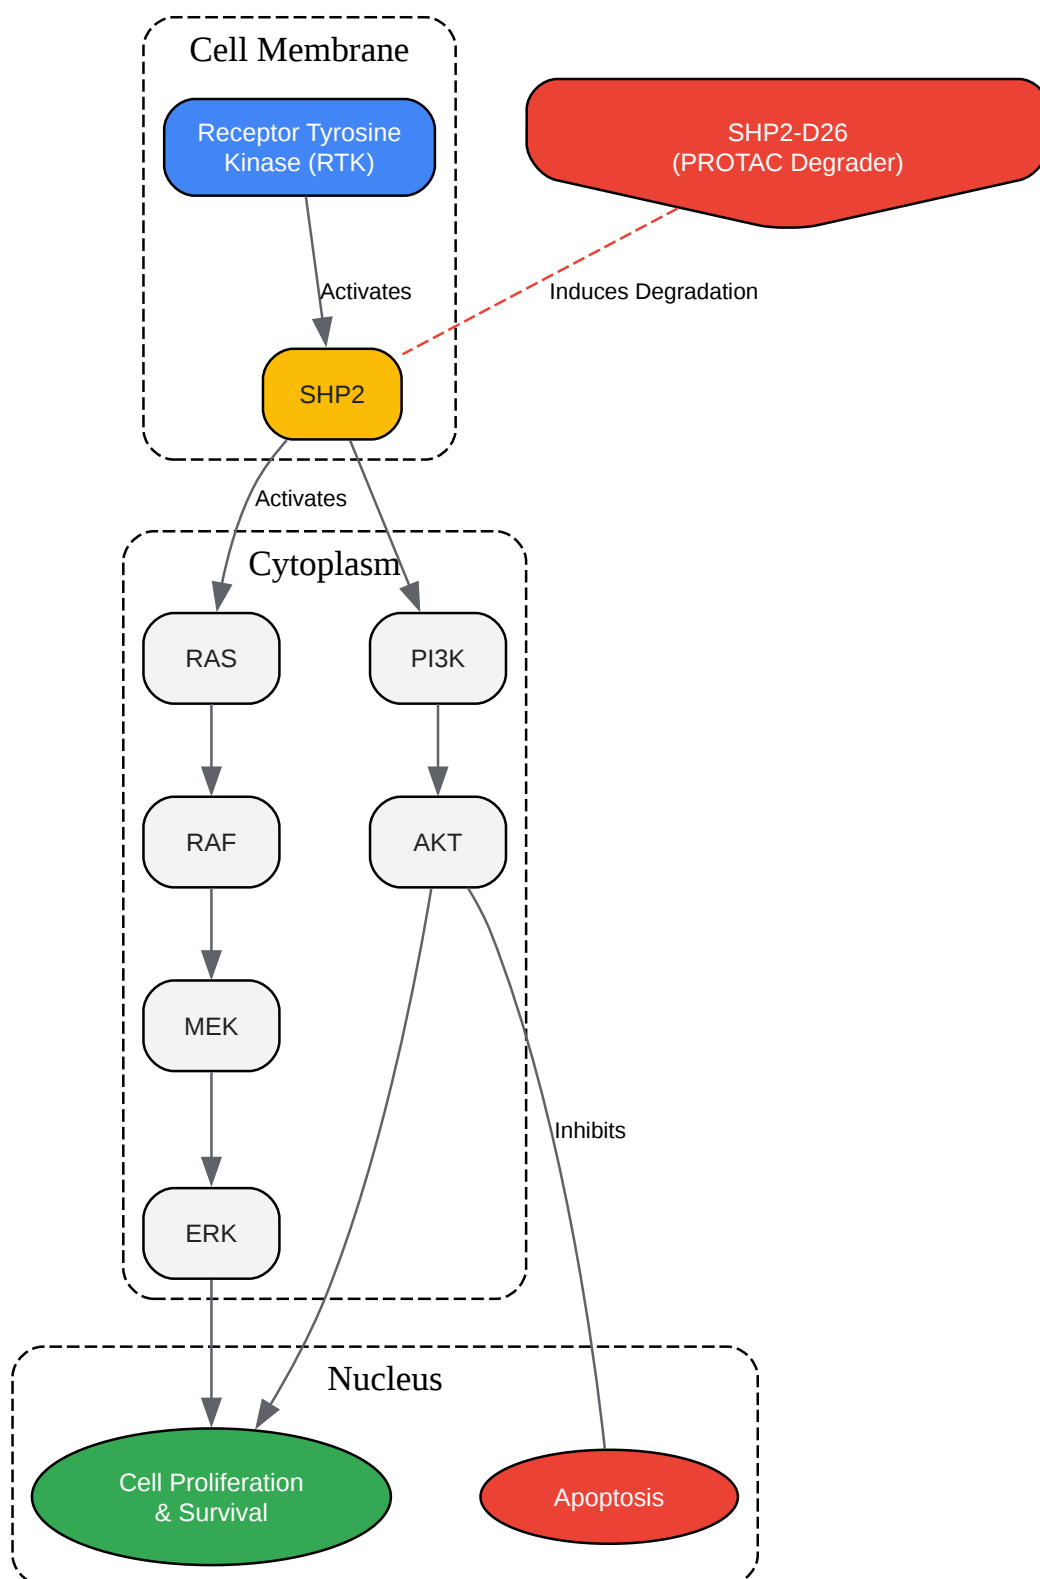 Cell Membrane
Receptor Tyrosine
Kinase (RTK)
SHP2-D26
(PROTAC Degrader)
Activates
Induces Degradation
SHP2
Activates
Cytoplasm
RAS
PI3K
RAF
AKT
MEK
Inhibits
ERK
Nucleus
Cell Proliferation
& Survival
Apoptosis